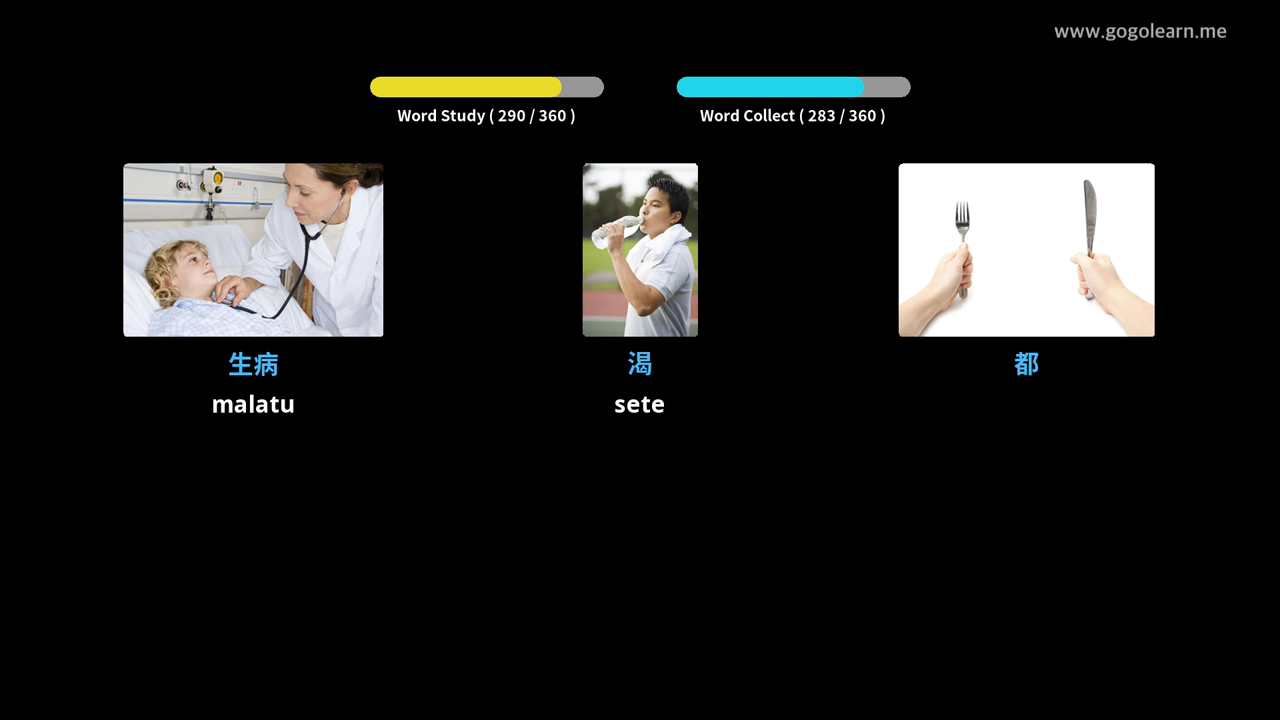 www.gogolearn.me
Word Study ( 290 / 360 )
Word Collect ( 283 / 360 )
生病
渴
都
malatu
sete